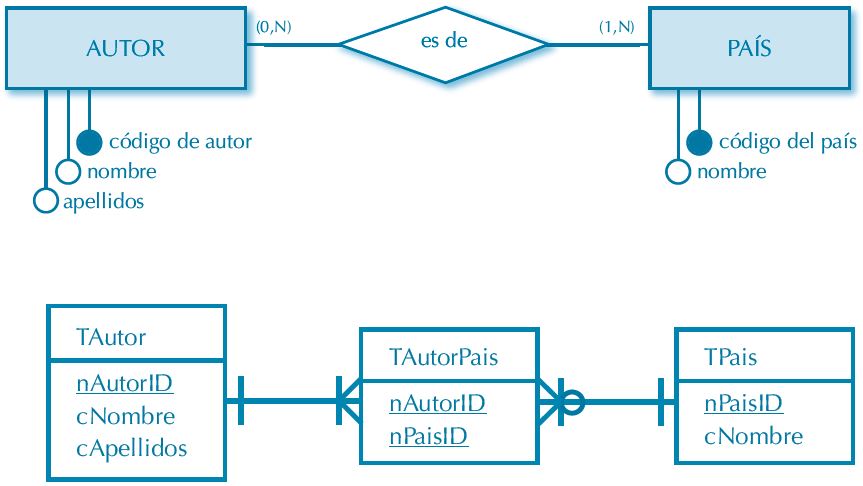 AUTOR
(0,N)
es de
(1,N)
PAÍS
código de autor
nombre
apellidos
código del país
nombre
TAutor
nAutorID
cNombre
cApellidos
TAutorPais
nAutorID
nPaisID
TPais
nPaisID
cNombre